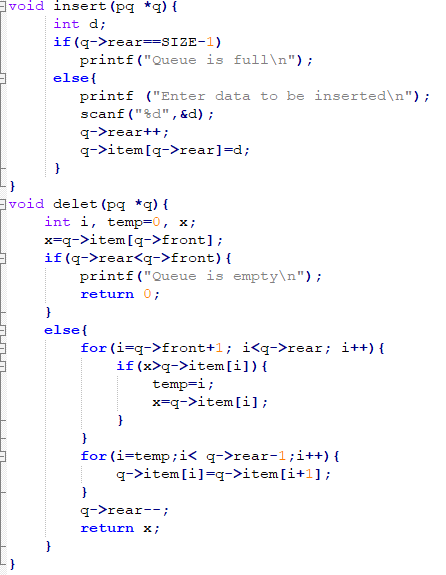 void insert(pq *q){
    int d;
    if(q->rear==SIZE-1)
       printf("Queue is full\n");
    else{
       printf ("Enter data to be inserted\n");
       scanf("%d",&d);
       q->rear++;
       q->item[q->rear]=d;
    }
}
void delet(pq *q){
   int i, temp=0, x;
   x=q->item[q->front];
   if(q->rear<q->front){
       printf("Queue is empty\n");
       return 0;
   }
   else{
       for(i=q->front+1; i<q->rear; i++){
           if(x>q->item[i]){
               temp=i;
               x=q->item[i];
           }
       }
       for(i=temp;i< q->rear-1;i++){
           q->item[i]=q->item[i+1];
       }
       q->rear--;
       return x;
   }
}